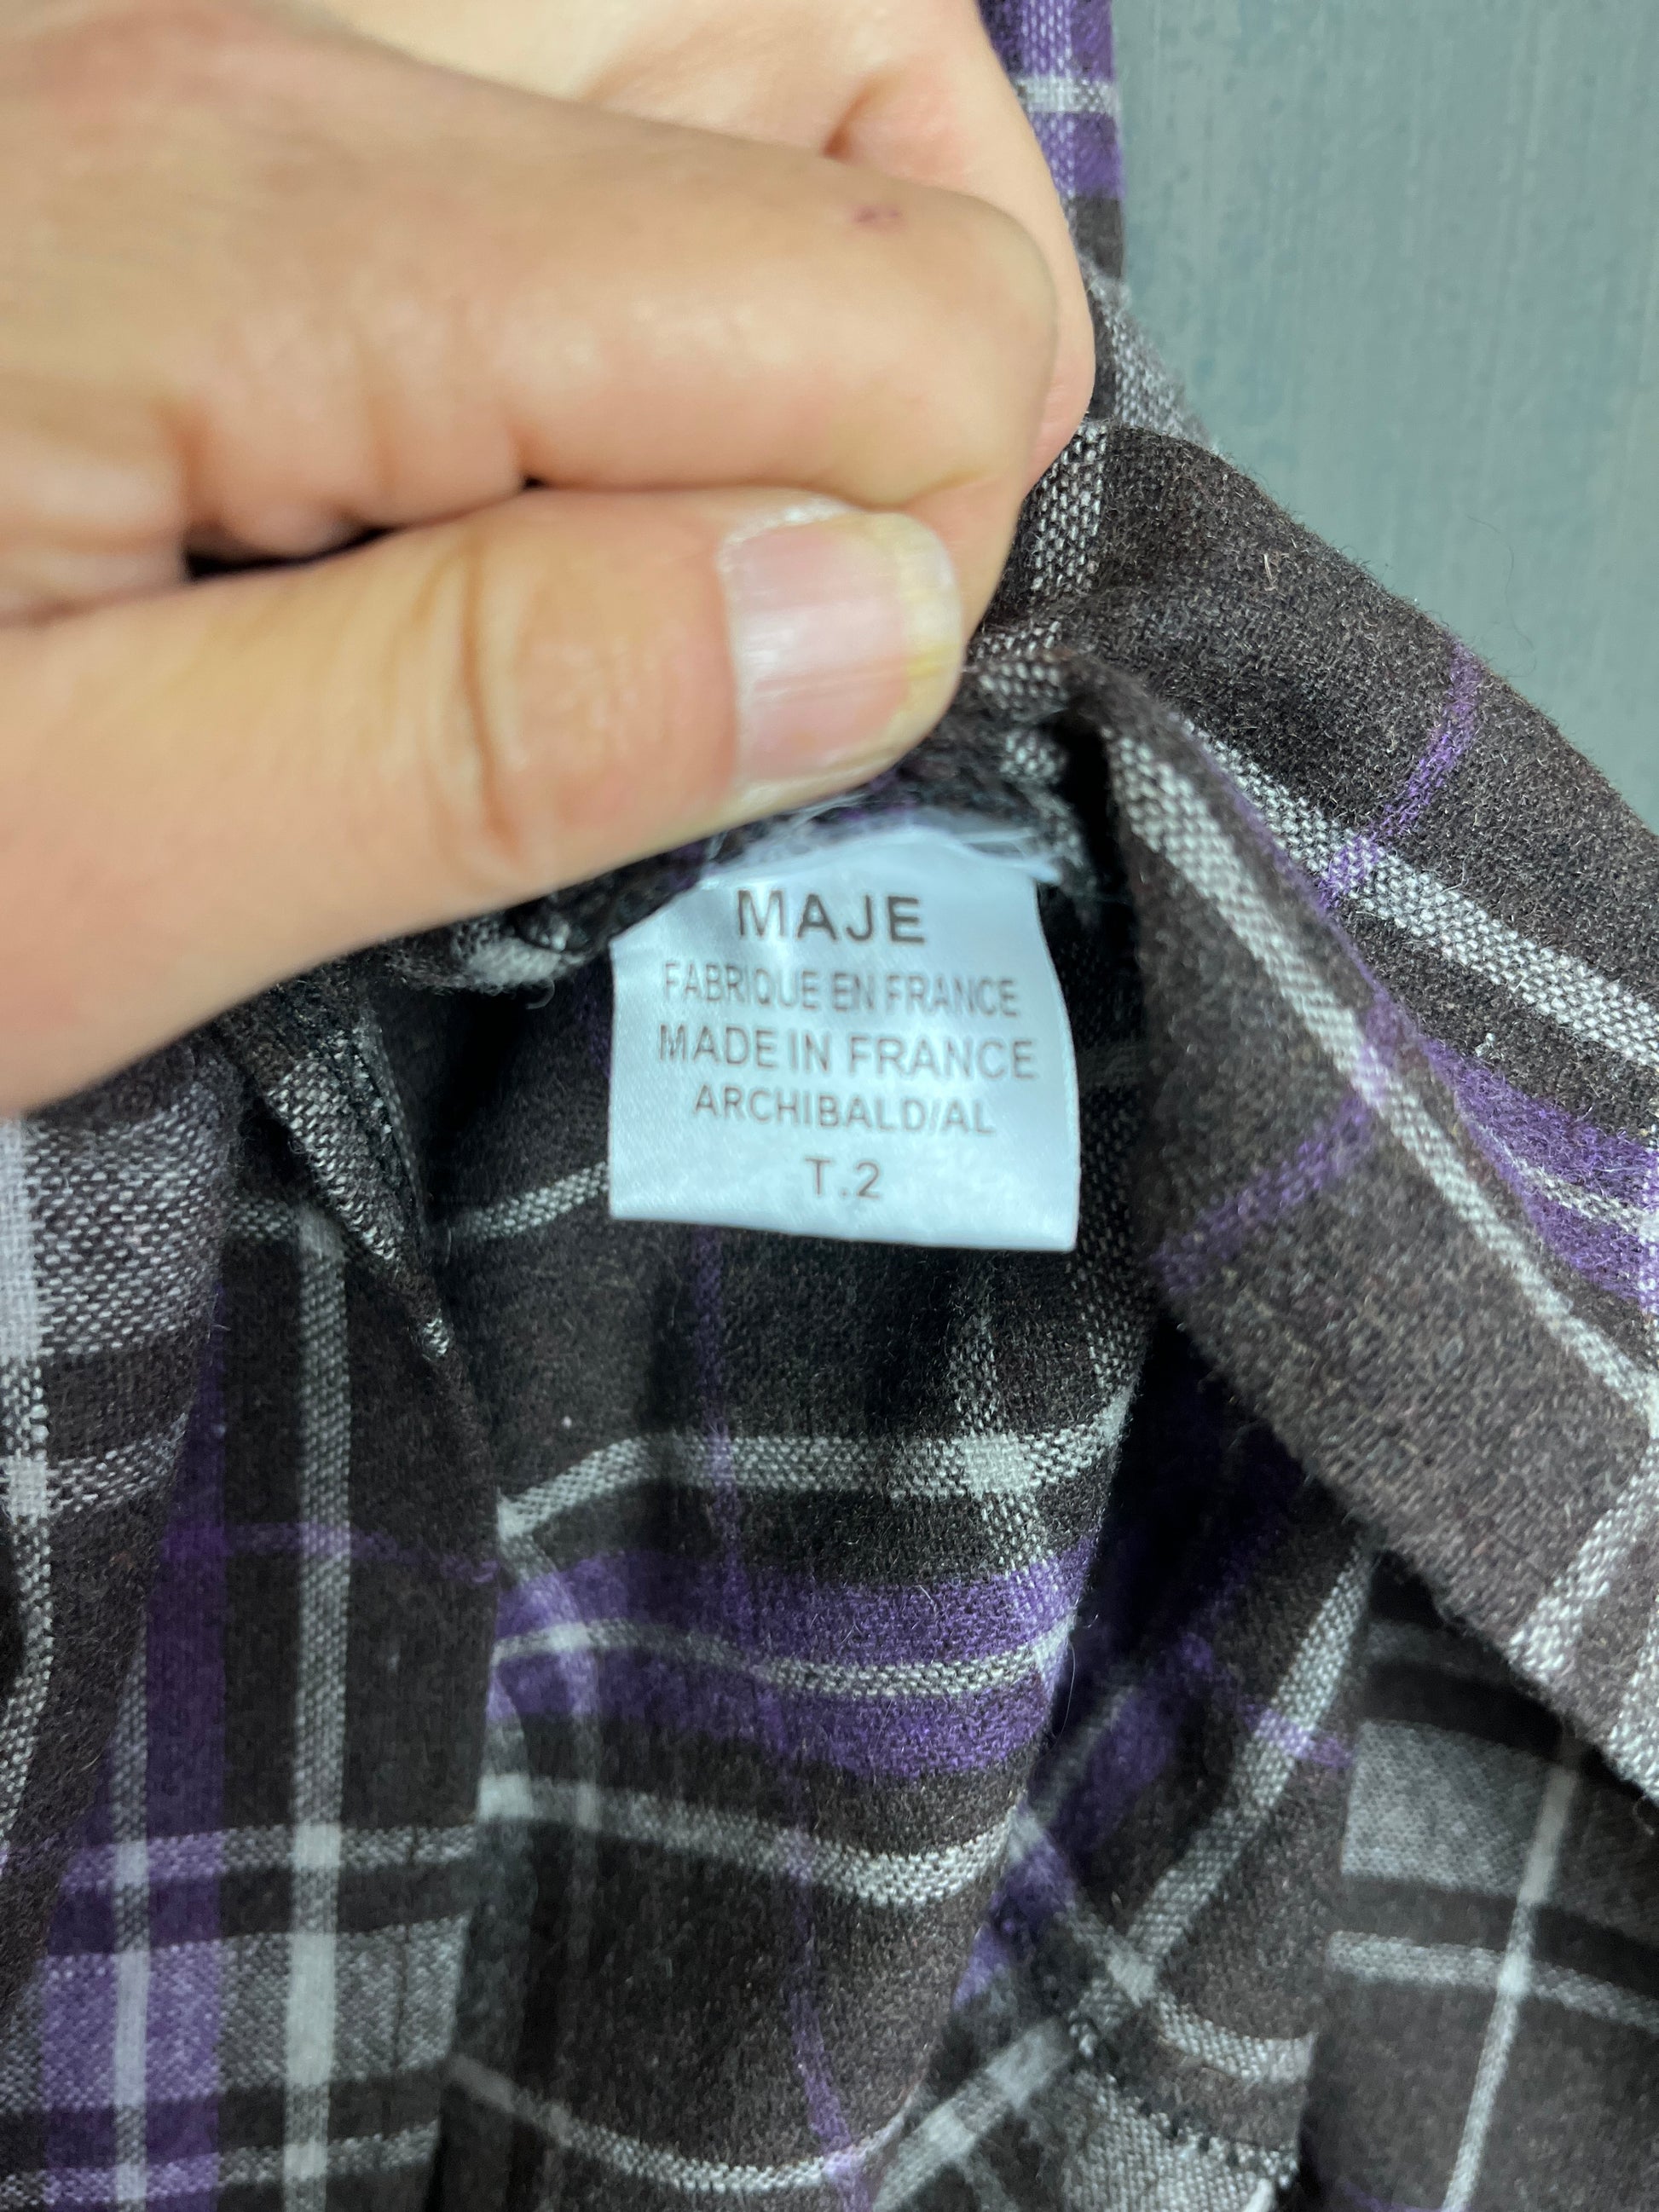 MAJE
FABRIQUE EN FRANCE
MADE IN FRANCE
ARCHIBALD/AL
T.2